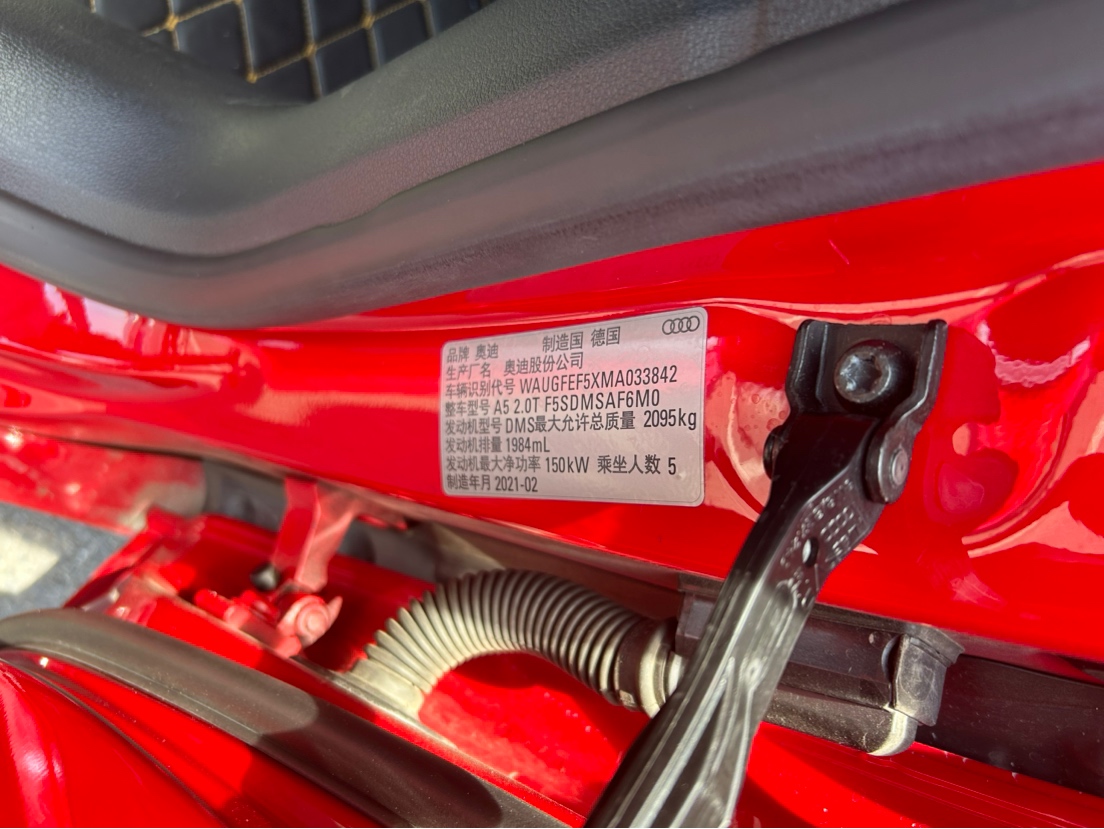 品牌 奥迪 制造国 德国
生产厂名 奥迪股份公司
车辆识别代号 WAUGFEF5XMA033842
整车型号 A5 2.0T F5SDMSAF6M0
发动机型号 DMS最大允许总质量 2095kg
发动机排量 1984mL
发动机最大净功率 150kW 乘坐人数 5
制造年月 2021-02